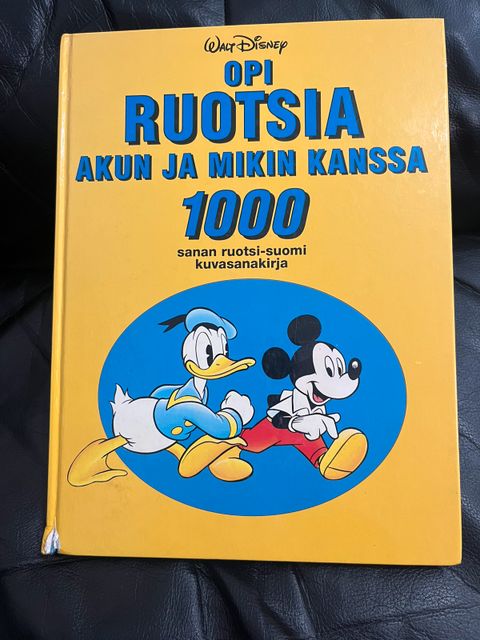 Walt Disney
OPI
RUOTSIA
AKUN JA MIKIN KANSSA
1000
sanan ruotsi-suomi
kuvasanakirja